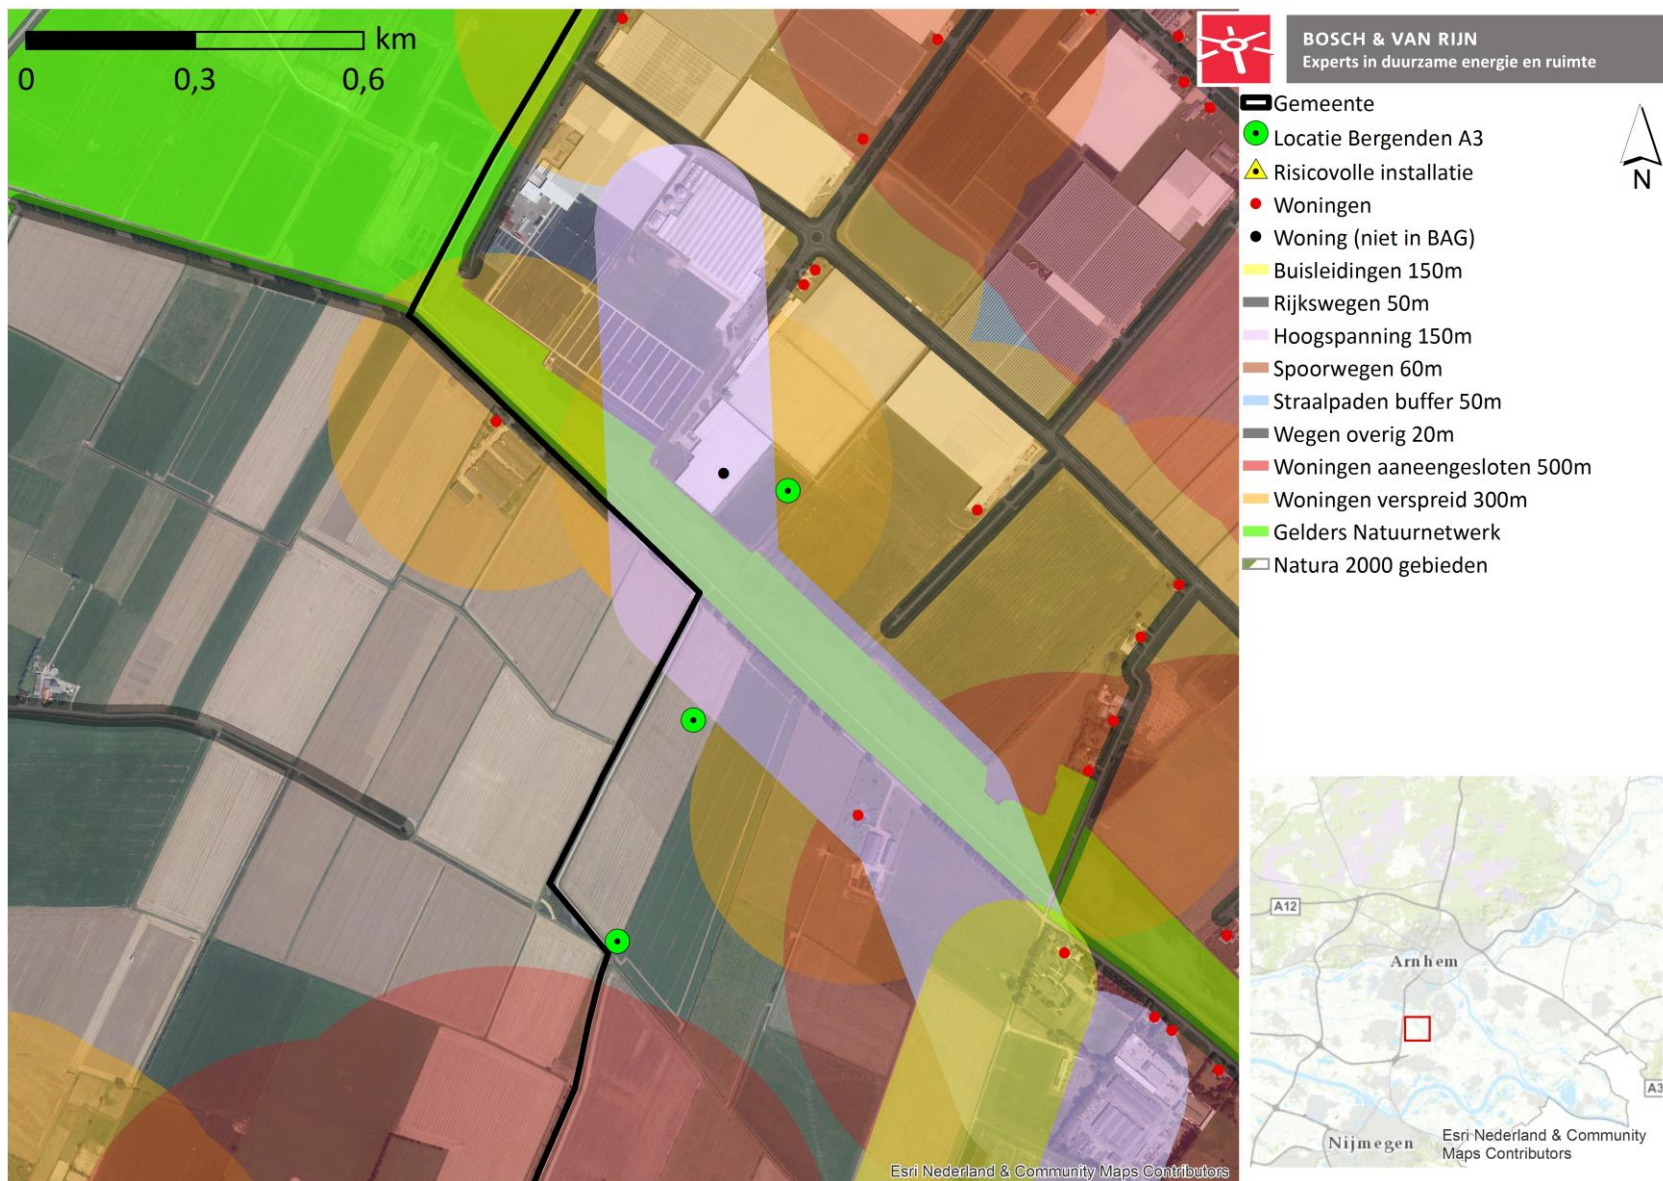 km
0 0,3 0,6
BOSCH & VAN RIJN
Experts in duurzame energie en ruimte
Gemeente
Locatie Bergenden A3
Risicovolle installatie
Woningen
Woning (niet in BAG)
Buisleidingen 150m
Rijkswegen 50m
Hoogspanning 150m
Spoorwegen 60m
Straalpaden buffer 50m
Wegen overig 20m
Woningen aaneengesloten 500m
Woningen verspreid 300m
Gelders Natuurnetwerk
Natura 2000 gebieden
N
A12
Arnhem
A3
Nijmegen
Esri Nederland & Community
Maps Contributors
Esri Nederland & Community Maps Contributors